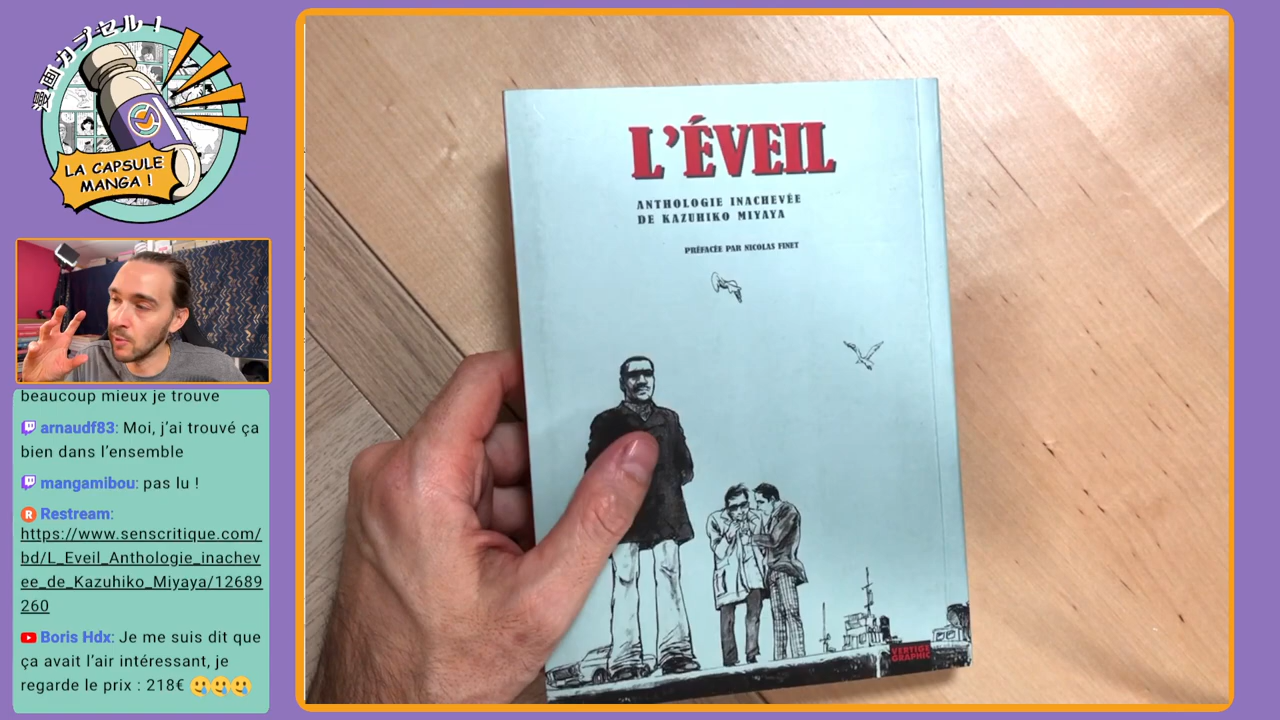 漫画カプセル!
LA CAPSULE
MANGA !
beaucoup mieux je trouve
arnaudf83: Moi, j'ai trouvé ça
bien dans l'ensemble
mangamibou: pas lu !
R Restream:
https://www.senscritique.com/
bd/L_Eveil_Anthologie_inachev
ee_de_Kazuhiko_Miyaya/12689
260
Boris Hdx: Je me suis dit que
ça avait l'air intéressant, je
regarde le prix : 218€ 🥲🥲🥲
L'ÉVEIL
ANTHOLOGIE INACHEVÉE
DE KAZUHIKO MIYAYA
PRÉFACÉE PAR NICOLAS FINET
VERTIGE
GRAPHIC